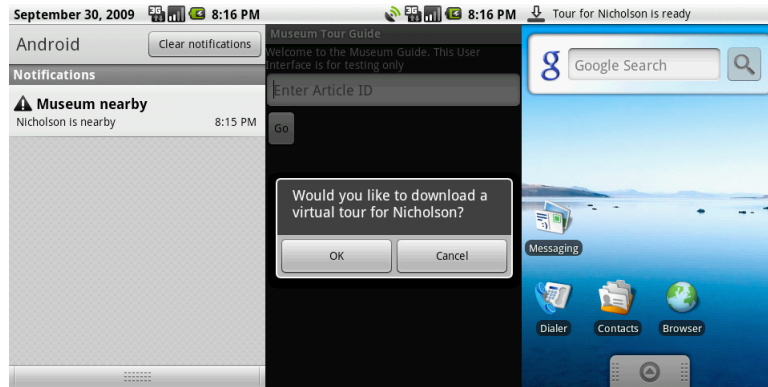 September 30, 2009 3G 8:16 PM
Android
Clear notifications
Notifications
Museum nearby
Nicholson is nearby 8:15 PM
3G 8:16 PM
Museum Tour Guide
Welcome to the Museum Guide. This User
Interface is for testing only
Enter Article ID
Go
Would you like to download a
virtual tour for Nicholson?
OK Cancel
Tour for Nicholson is ready
g Google Search
Messaging
Dialer Contacts Browser